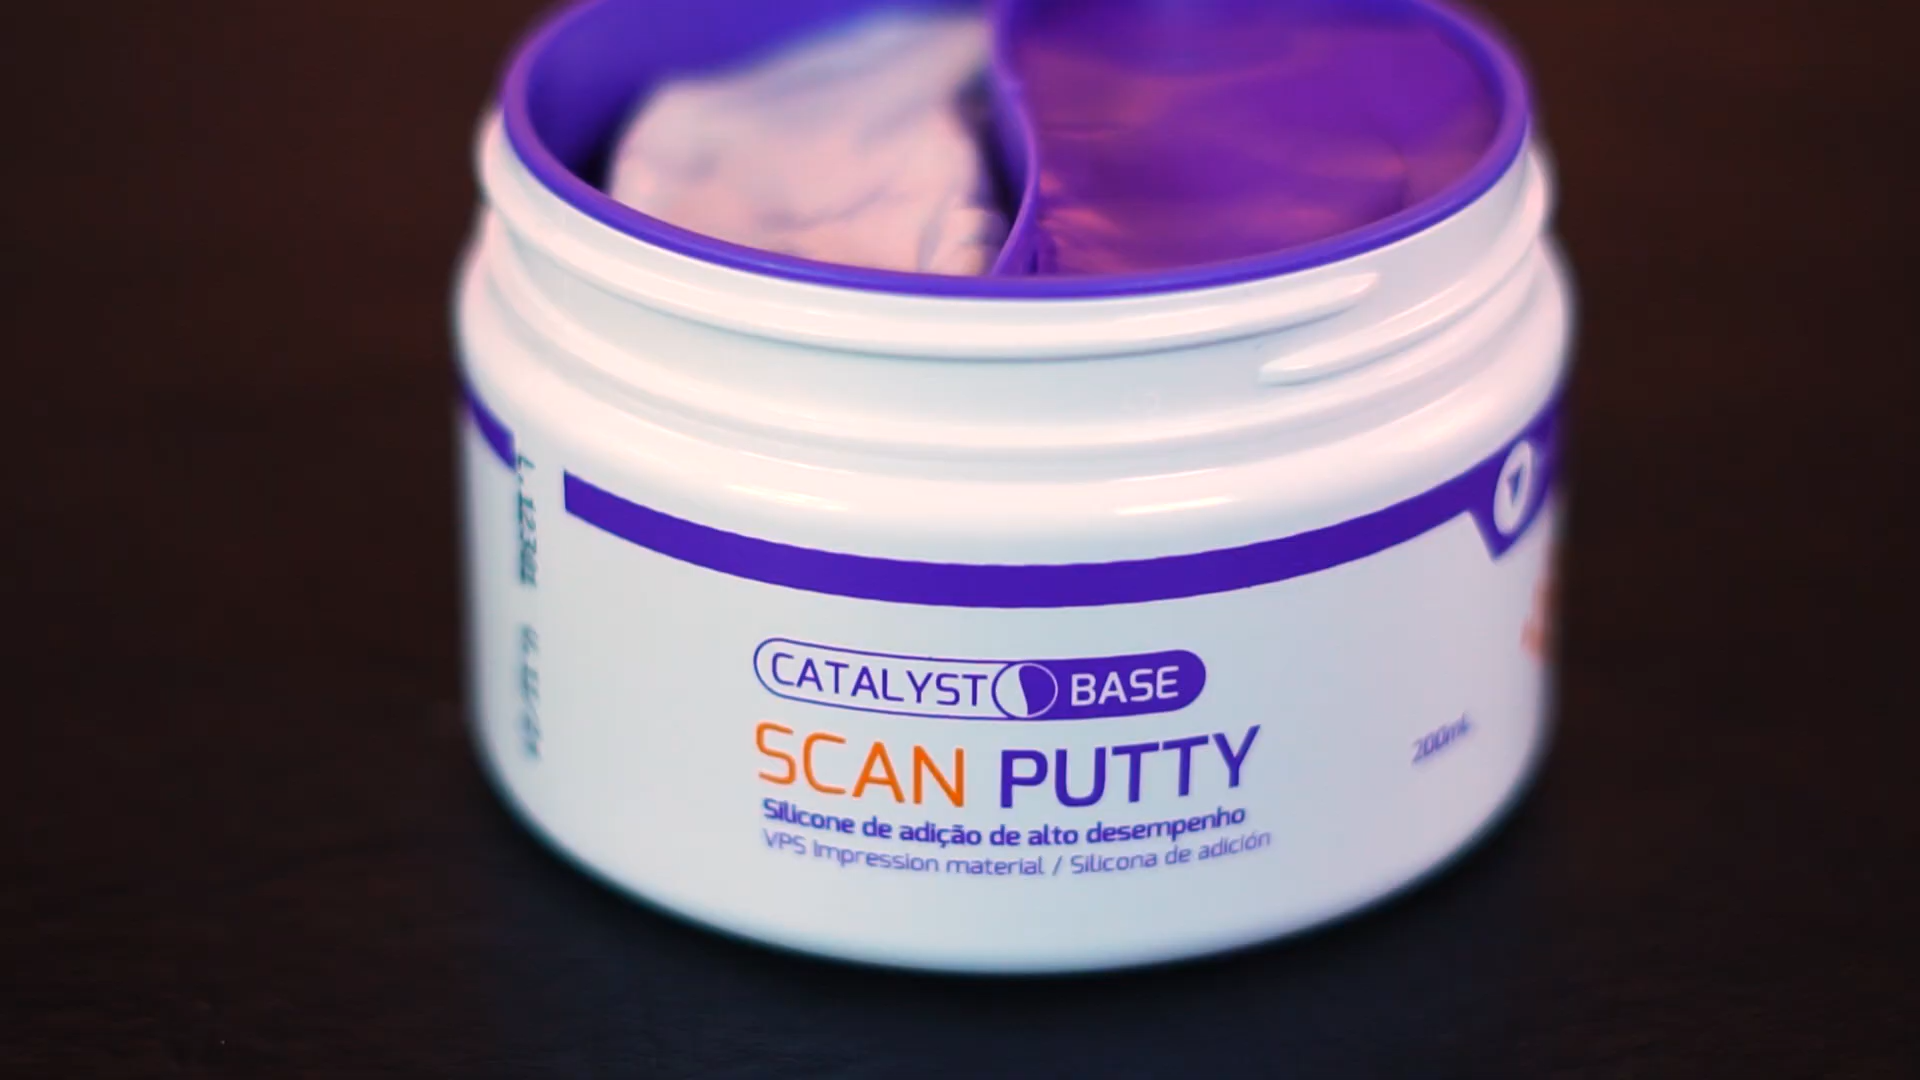 CATALYST BASE
SCAN PUTTY
Silicone de adição de alto desempenho
VPS Impression material / Silicona de adición
200mL